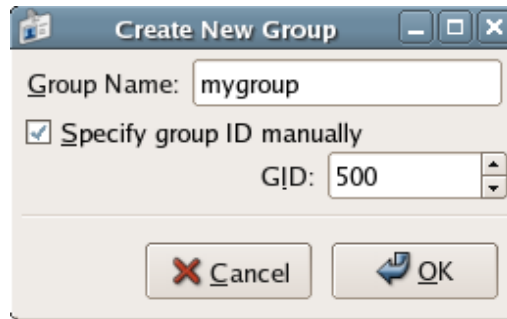 Create New Group
Group Name: mygroup
Specify group ID manually
GID: 500
Cancel OK